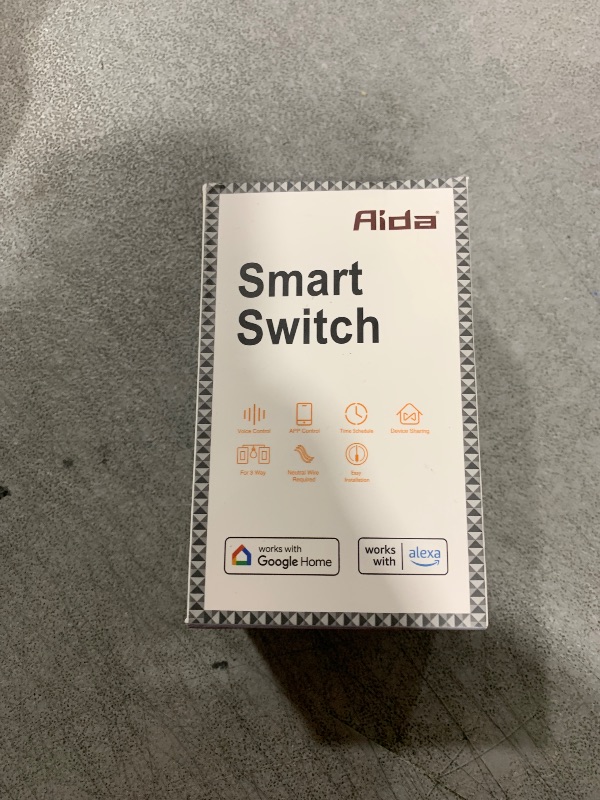 Aida
Smart
Switch
Voice Control
APP Control
Time Schedule
Device Sharing
For 3 Way
Neutral Wire
Required
Easy
Installation
works with
Google Home
works
with
alexa